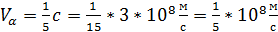 Vα = 1/5 c = 1/15 * 3 * 10⁸ м/с = 1/5 * 10⁸ м/с